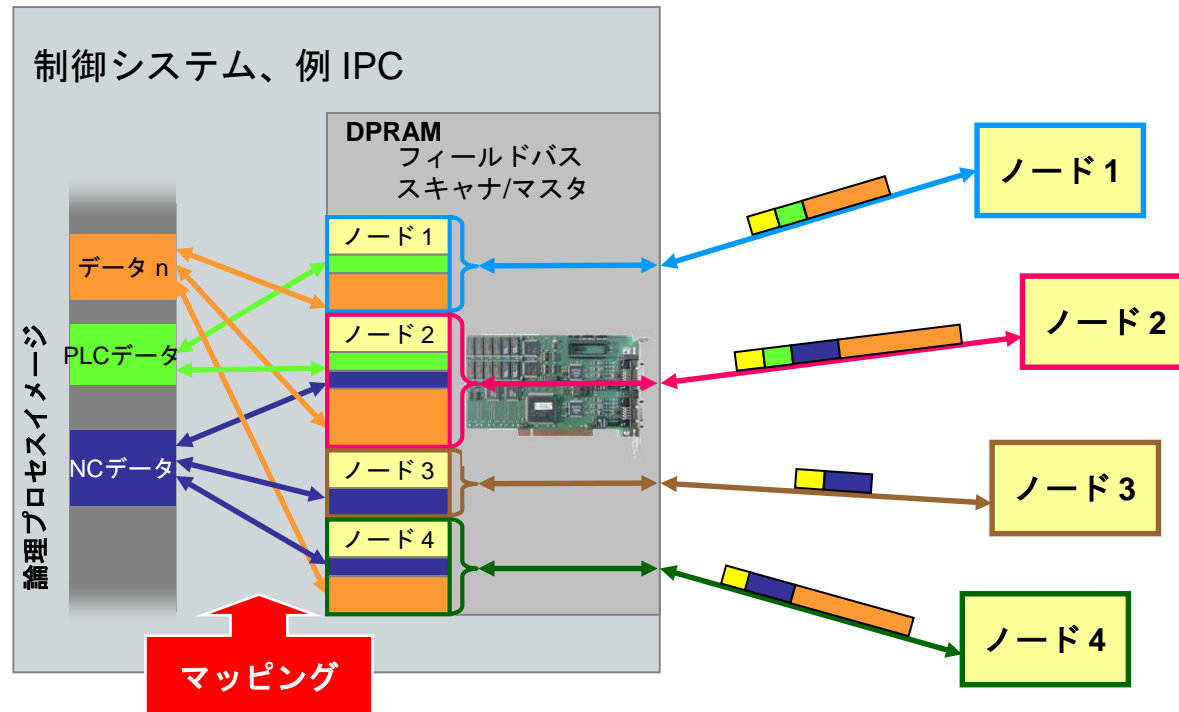 制御システム、例 IPC
DPRAM
フィールドバス
スキャナ/マスタ
論理プロセスイメージ
データ n
PLCデータ
NCデータ
ノード 1
ノード 2
ノード 3
ノード 4
ノード 1
ノード 2
ノード 3
ノード 4
マッピング